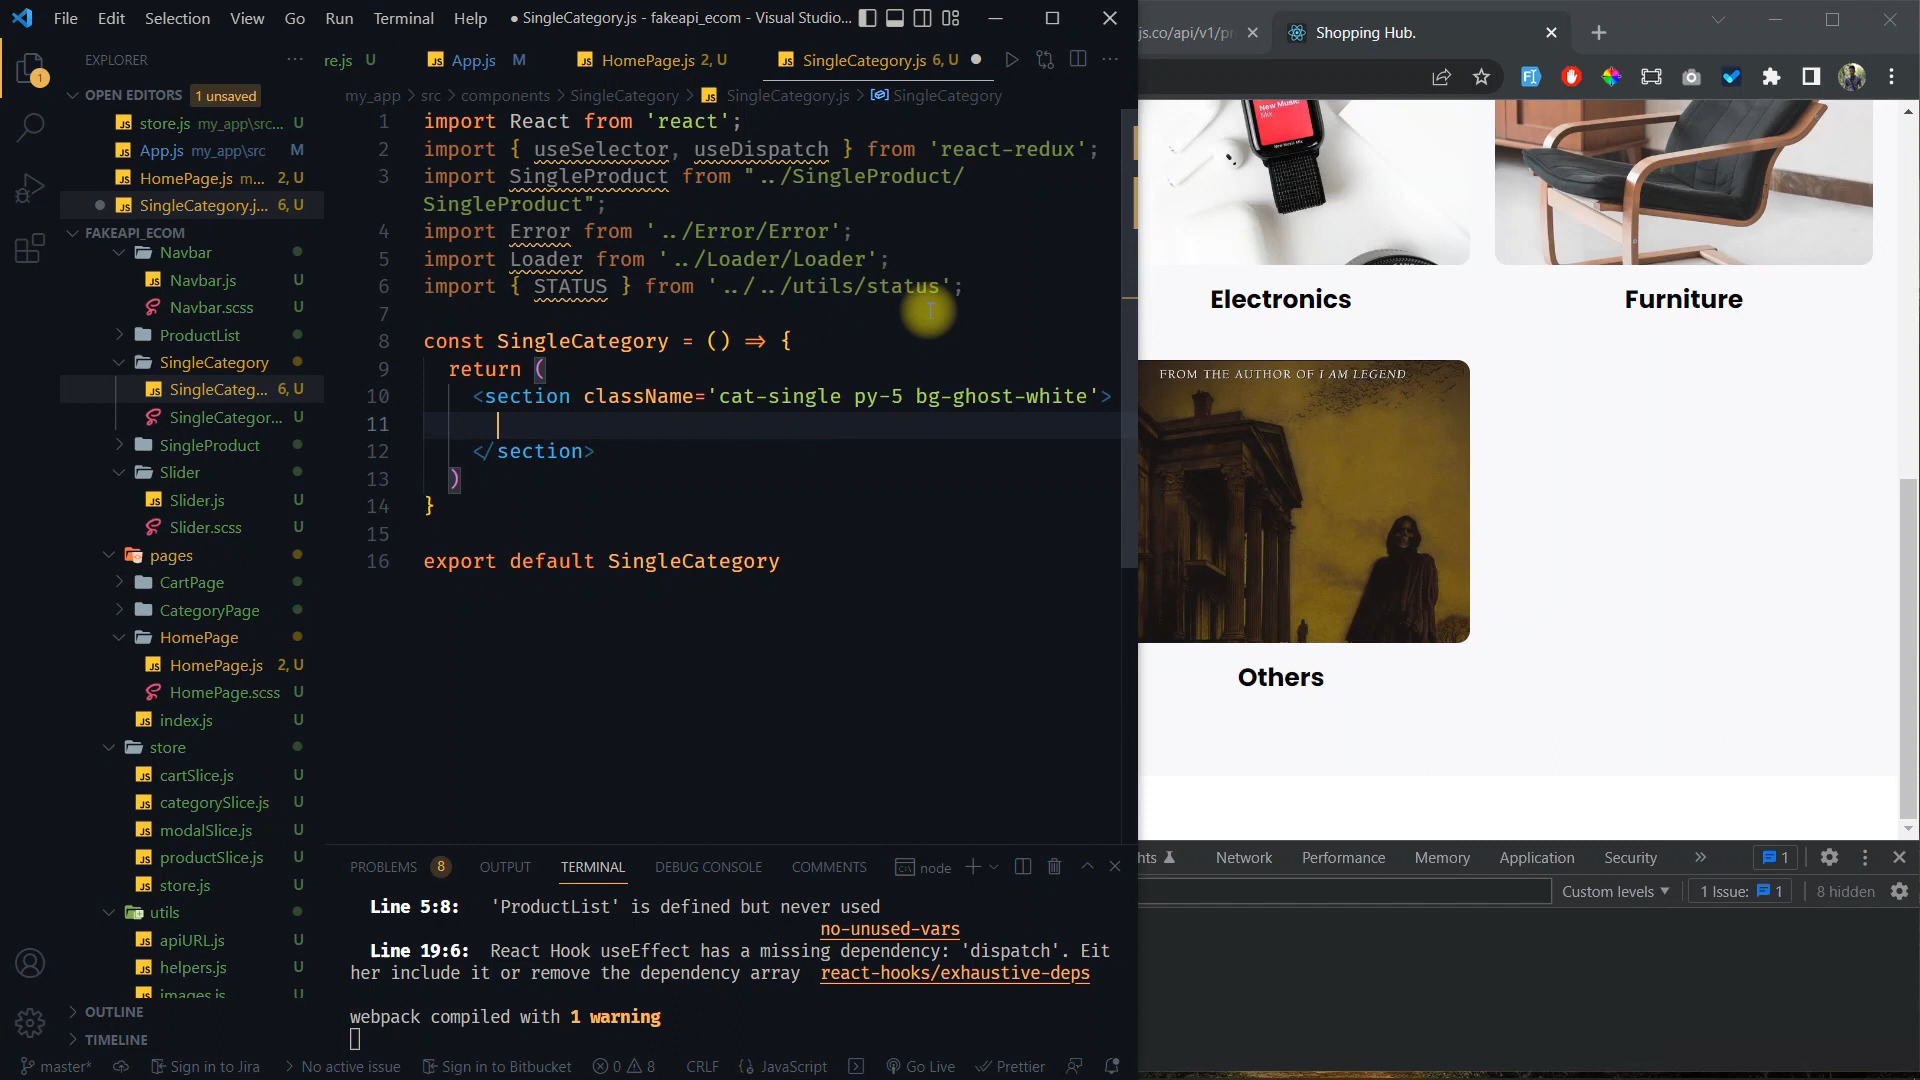 File Edit Selection View Go Run Terminal Help
SingleCategory.js - fakeapi_ecom - Visual Studio...
EXPLORER
OPEN EDITORS 1 unsaved
store.js my_app\src... U
App.js my_app\src M
HomePage.js m... 2, U
SingleCategory.j... 6, U
FAKEAPI_ECOM
Navbar
Navbar.js U
Navbar.scss U
ProductList
SingleCategory
SingleCateg... 6, U
SingleCategor... U
SingleProduct
Slider
Slider.js U
Slider.scss U
pages
CartPage
CategoryPage
HomePage
HomePage.js 2, U
HomePage.scss U
index.js U
store
cartSlice.js U
categorySlice.js U
modalSlice.js U
productSlice.js U
store.js U
utils
apiURL.js U
helpers.js U
images.js U
OUTLINE
TIMELINE
re.js U App.js M HomePage.js 2, U SingleCategory.js 6, U
my_app > src > components > SingleCategory > SingleCategory.js > SingleCategory
1 import React from 'react';
2 import { useSelector, useDispatch } from 'react-redux';
3 import SingleProduct from "../SingleProduct/
SingleProduct";
4 import Error from '../Error/Error';
5 import Loader from '../Loader/Loader';
6 import { STATUS } from '../../utils/status';
7
8 const SingleCategory = () => {
9 return (
10 <section className='cat-single py-5 bg-ghost-white'>
11
12 </section>
13 )
14 }
15
16 export default SingleCategory
PROBLEMS 8 OUTPUT TERMINAL DEBUG CONSOLE COMMENTS node
Line 5:8: 'ProductList' is defined but never used
no-unused-vars
Line 19:6: React Hook useEffect has a missing dependency: 'dispatch'. Eit
her include it or remove the dependency array react-hooks/exhaustive-deps
webpack compiled with 1 warning
master* Sign in to Jira No active issue Sign in to Bitbucket 0 8 CRLF JavaScript Go Live Prettier
js.co/api/v1/pr
Shopping Hub.
New Music
Electronics
Furniture
FROM THE AUTHOR OF I AM LEGEND
Others
hts Network Performance Memory Application Security 1
Custom levels 1 Issue: 1 8 hidden
1